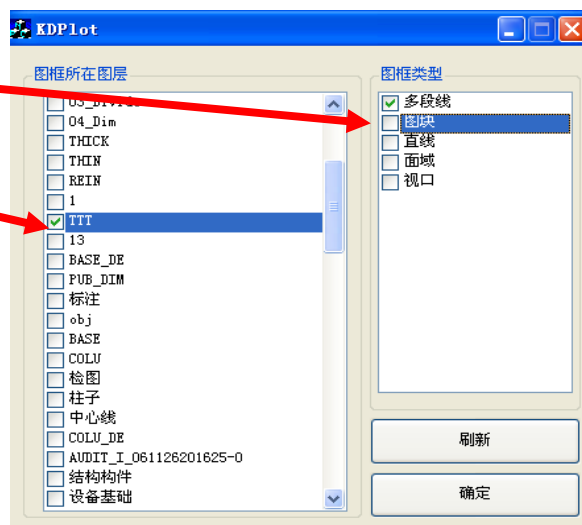 KDPlot
图框所在图层
04_Dim
THICK
THIN
REIN
1
TTT
13
BASE_DE
PUB_DIM
标注
obj
BASE
COLU
检图
柱子
中心线
COLU_DE
AUDIT_I_061126201625-0
结构构件
设备基础
图框类型
多段线
图块
直线
面域
视口
刷新
确定